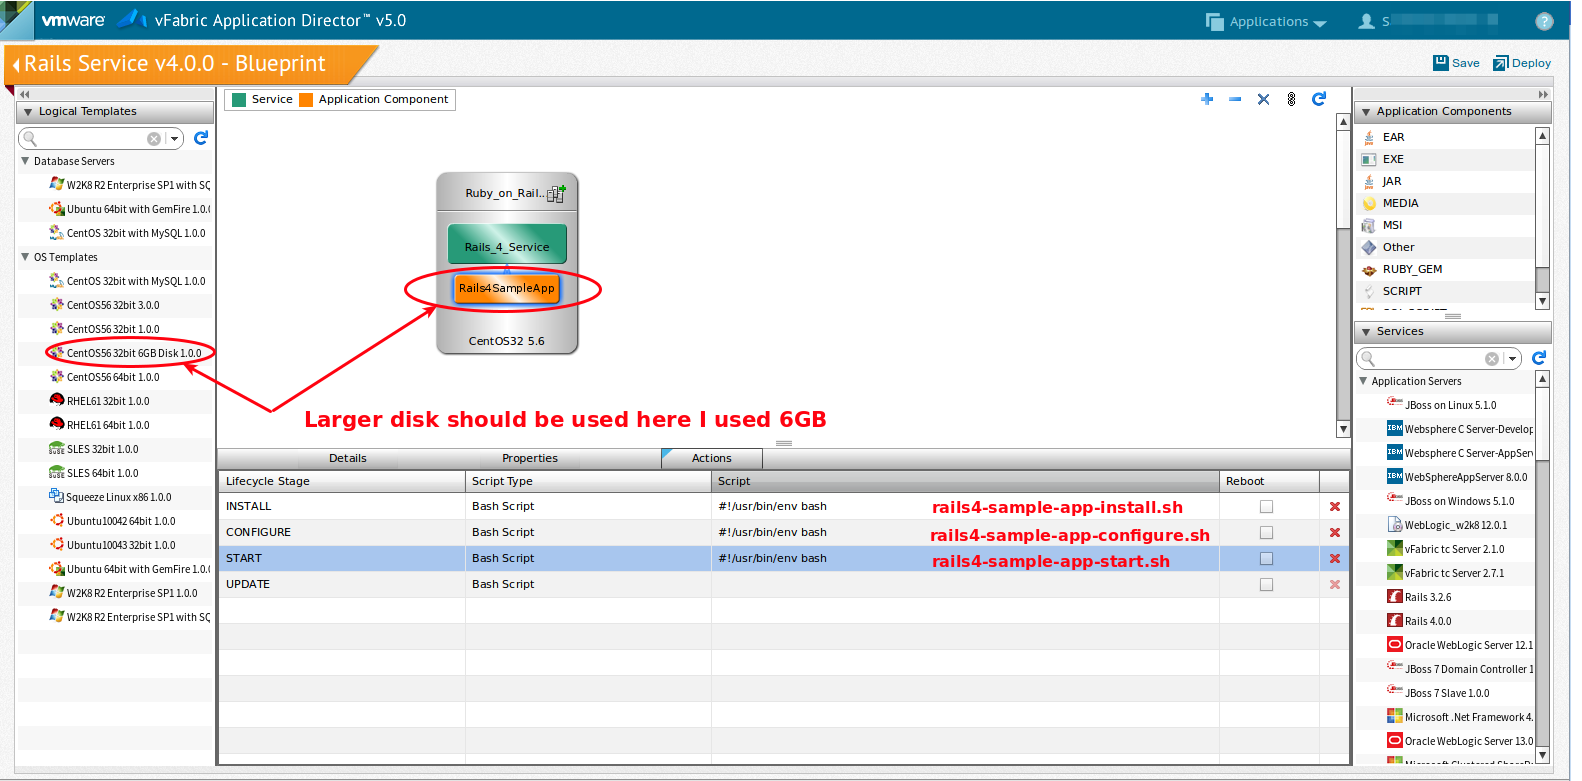 vmware vFabric Application Director™ v5.0
Applications
S
?
Rails Service v4.0.0 - Blueprint
Save Deploy
Logical Templates
Database Servers
W2K8 R2 Enterprise SP1 with SQ
Ubuntu 64bit with GemFire 1.0.
CentOS 32bit with MySQL 1.0.0
OS Templates
CentOS 32bit with MySQL 1.0.0
CentOS56 32bit 3.0.0
CentOS56 32bit 1.0.0
CentOS56 32bit 6GB Disk 1.0.0
CentOS56 64bit 1.0.0
RHEL61 32bit 1.0.0
RHEL61 64bit 1.0.0
SLES 32bit 1.0.0
SLES 64bit 1.0.0
Squeeze Linux x86 1.0.0
Ubuntu10042 64bit 1.0.0
Ubuntu10043 32bit 1.0.0
Ubuntu 64bit with GemFire 1.0.
W2K8 R2 Enterprise SP1 1.0.0
W2K8 R2 Enterprise SP1 with SQ
Service Application Component
Ruby_on_Rail..
Rails_4_Service
Rails4SampleApp
CentOS32 5.6
Larger disk should be used here I used 6GB
Details Properties Actions
Lifecycle Stage Script Type Script Reboot
INSTALL Bash Script #!/usr/bin/env bash rails4-sample-app-install.sh
CONFIGURE Bash Script #!/usr/bin/env bash rails4-sample-app-configure.sh
START Bash Script #!/usr/bin/env bash rails4-sample-app-start.sh
UPDATE Bash Script
Application Components
EAR
EXE
JAR
MEDIA
MSI
Other
RUBY_GEM
SCRIPT
Services
Application Servers
JBoss on Linux 5.1.0
Websphere C Server-Develop
Websphere C Server-AppServ
WebSphereAppServer 8.0.0
JBoss on Windows 5.1.0
WebLogic_w2k8 12.0.1
vFabric tc Server 2.1.0
vFabric tc Server 2.7.1
Rails 3.2.6
Rails 4.0.0
Oracle WebLogic Server 12.1
JBoss 7 Domain Controller 1
JBoss 7 Slave 1.0.0
Microsoft .Net Framework 4.
Oracle WebLogic Server 13.0